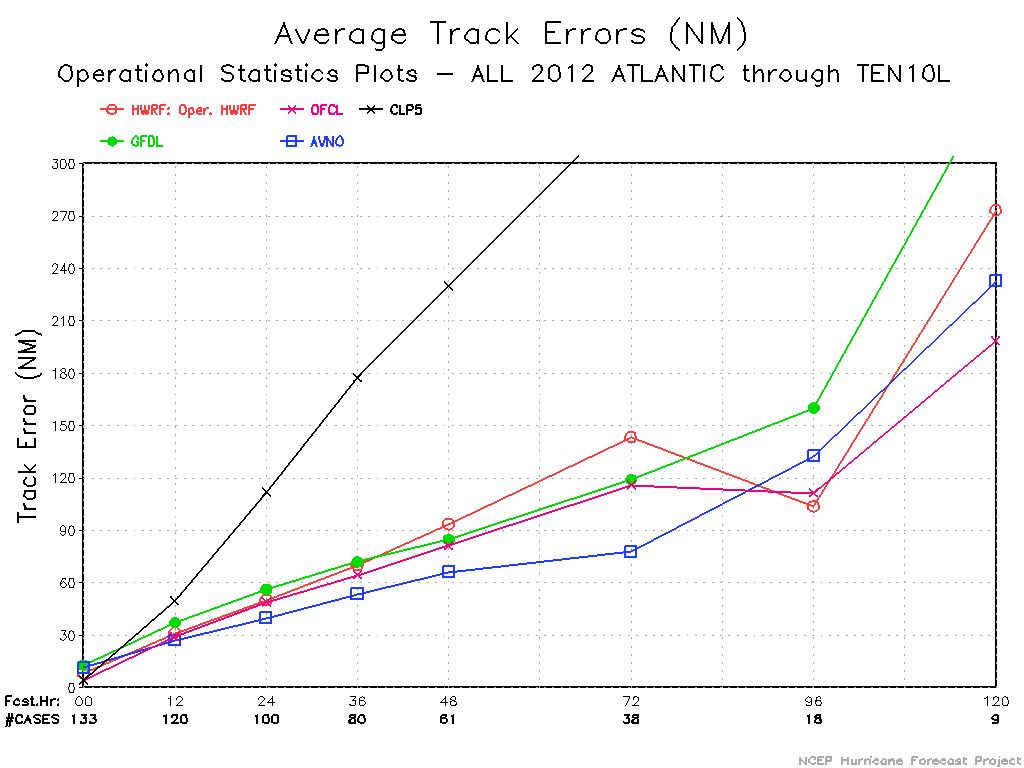 Average Track Errors (NM)
Operational Statistics Plots - ALL 2012 ATLANTIC through TEN10L
HWRF: Oper. HWRF OFCL CLP5
GFDL AVNO
300
270
240
210
180
150
120
90
60
30
0
Track Error (NM)
Fcst.Hr: 00 12 24 36 48 72 96 120
#CASES 133 120 100 80 61 38 18 9
NCEP Hurricane Forecast Project